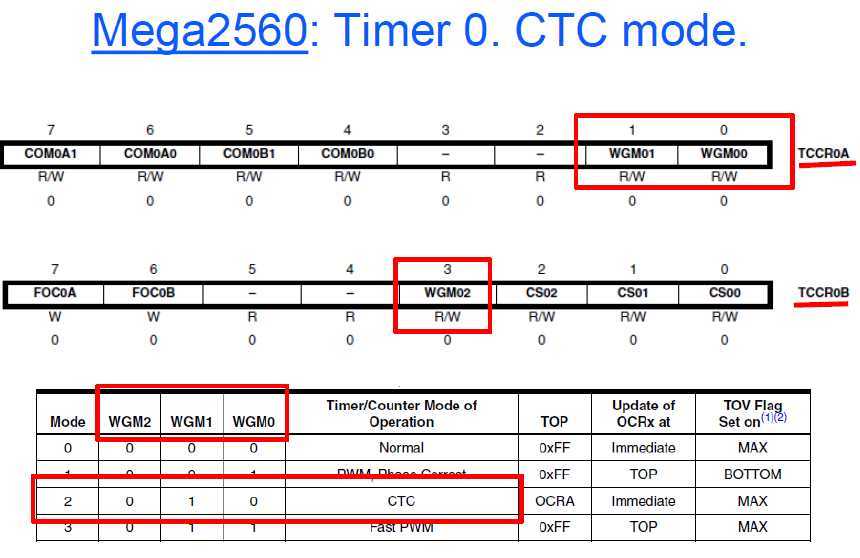 Mega2560: Timer 0. CTC mode.
7 6 5 4 3 2 1 0
COM0A1 COM0A0 COM0B1 COM0B0 – – WGM01 WGM00 TCCR0A
R/W R/W R/W R/W R R R/W R/W
0 0 0 0 0 0 0 0
7 6 5 4 3 2 1 0
FOC0A FOC0B – – WGM02 CS02 CS01 CS00 TCCR0B
W W R R R/W R/W R/W R/W
0 0 0 0 0 0 0 0
Mode WGM2 WGM1 WGM0 Timer/Counter Mode of Operation TOP Update of OCRx at TOV Flag Set on(1)(2)
0 0 0 0 Normal 0xFF Immediate MAX
1 0 0 1 PWM, Phase Correct 0xFF TOP BOTTOM
2 0 1 0 CTC OCRA Immediate MAX
3 0 1 1 Fast PWM 0xFF TOP MAX